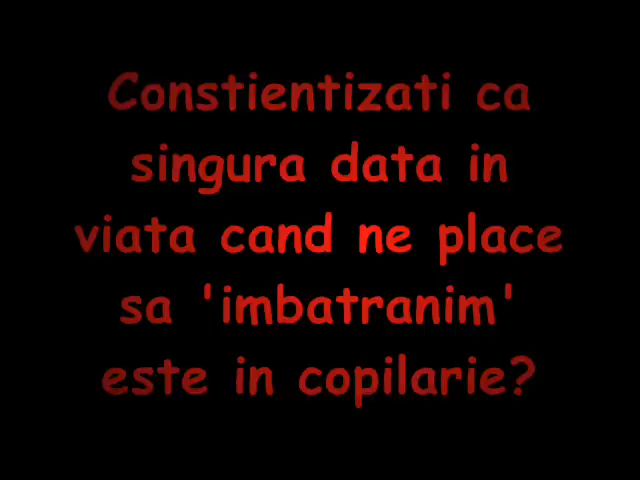 Constientizati ca
singura data in
viata cand ne place
sa 'imbatranim'
este in copilarie?